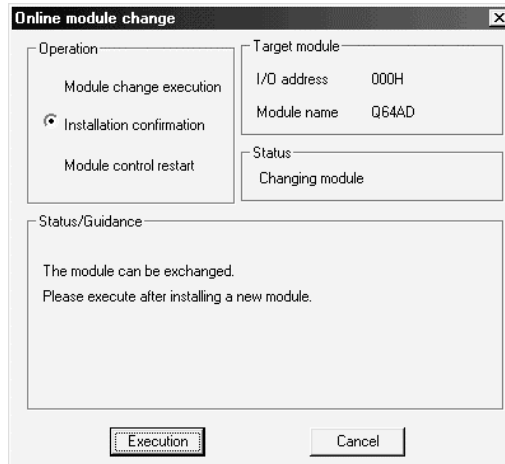 Online module change
Operation
Module change execution
Installation confirmation
Module control restart
Target module
I/O address 000H
Module name Q64AD
Status
Changing module
Status/Guidance
The module can be exchanged.
Please execute after installing a new module.
Execution Cancel